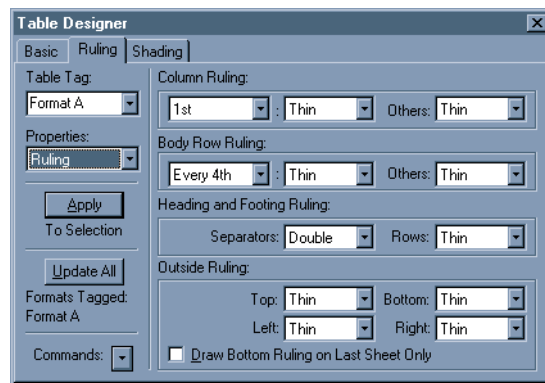 Table Designer
Basic Ruling Shading
Table Tag:
Format A
Properties:
Ruling
Apply
To Selection
Update All
Formats Tagged:
Format A
Commands:
Column Ruling:
1st : Thin Others: Thin
Body Row Ruling:
Every 4th : Thin Others: Thin
Heading and Footing Ruling:
Separators: Double Rows: Thin
Outside Ruling:
Top: Thin Bottom: Thin
Left: Thin Right: Thin
Draw Bottom Ruling on Last Sheet Only